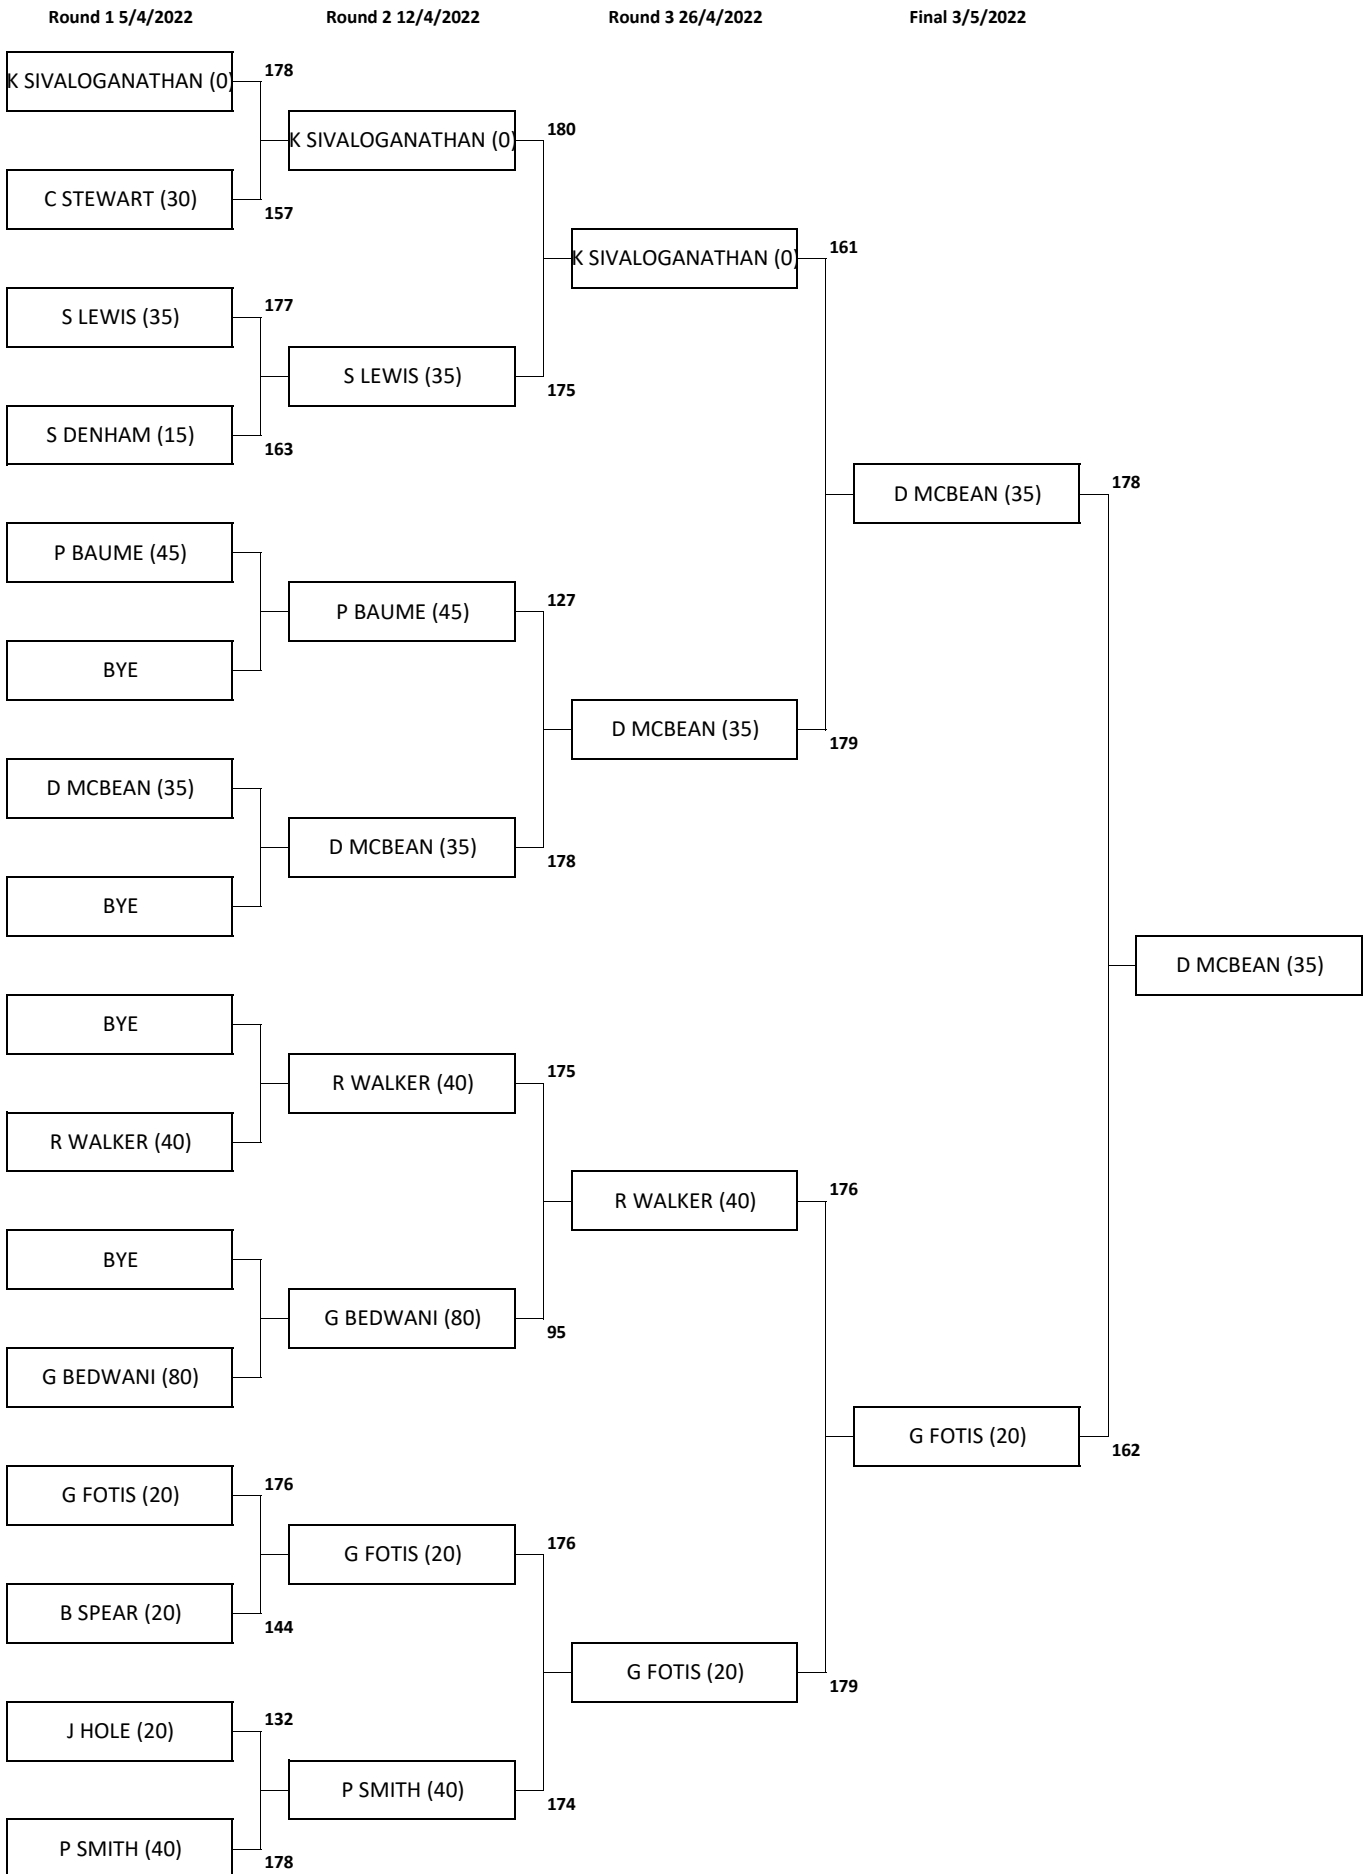 Round 1 5/4/2022
Round 2 12/4/2022
Round 3 26/4/2022
Final 3/5/2022
K SIVALOGANATHAN (0)
178
C STEWART (30)
157
S LEWIS (35)
177
S DENHAM (15)
163
P BAUME (45)
BYE
D MCBEAN (35)
BYE
BYE
R WALKER (40)
BYE
G BEDWANI (80)
G FOTIS (20)
176
B SPEAR (20)
144
J HOLE (20)
132
P SMITH (40)
178
K SIVALOGANATHAN (0)
180
S LEWIS (35)
175
P BAUME (45)
127
D MCBEAN (35)
178
R WALKER (40)
175
G BEDWANI (80)
95
G FOTIS (20)
176
P SMITH (40)
174
K SIVALOGANATHAN (0)
161
D MCBEAN (35)
179
R WALKER (40)
176
G FOTIS (20)
179
D MCBEAN (35)
178
G FOTIS (20)
162
D MCBEAN (35)